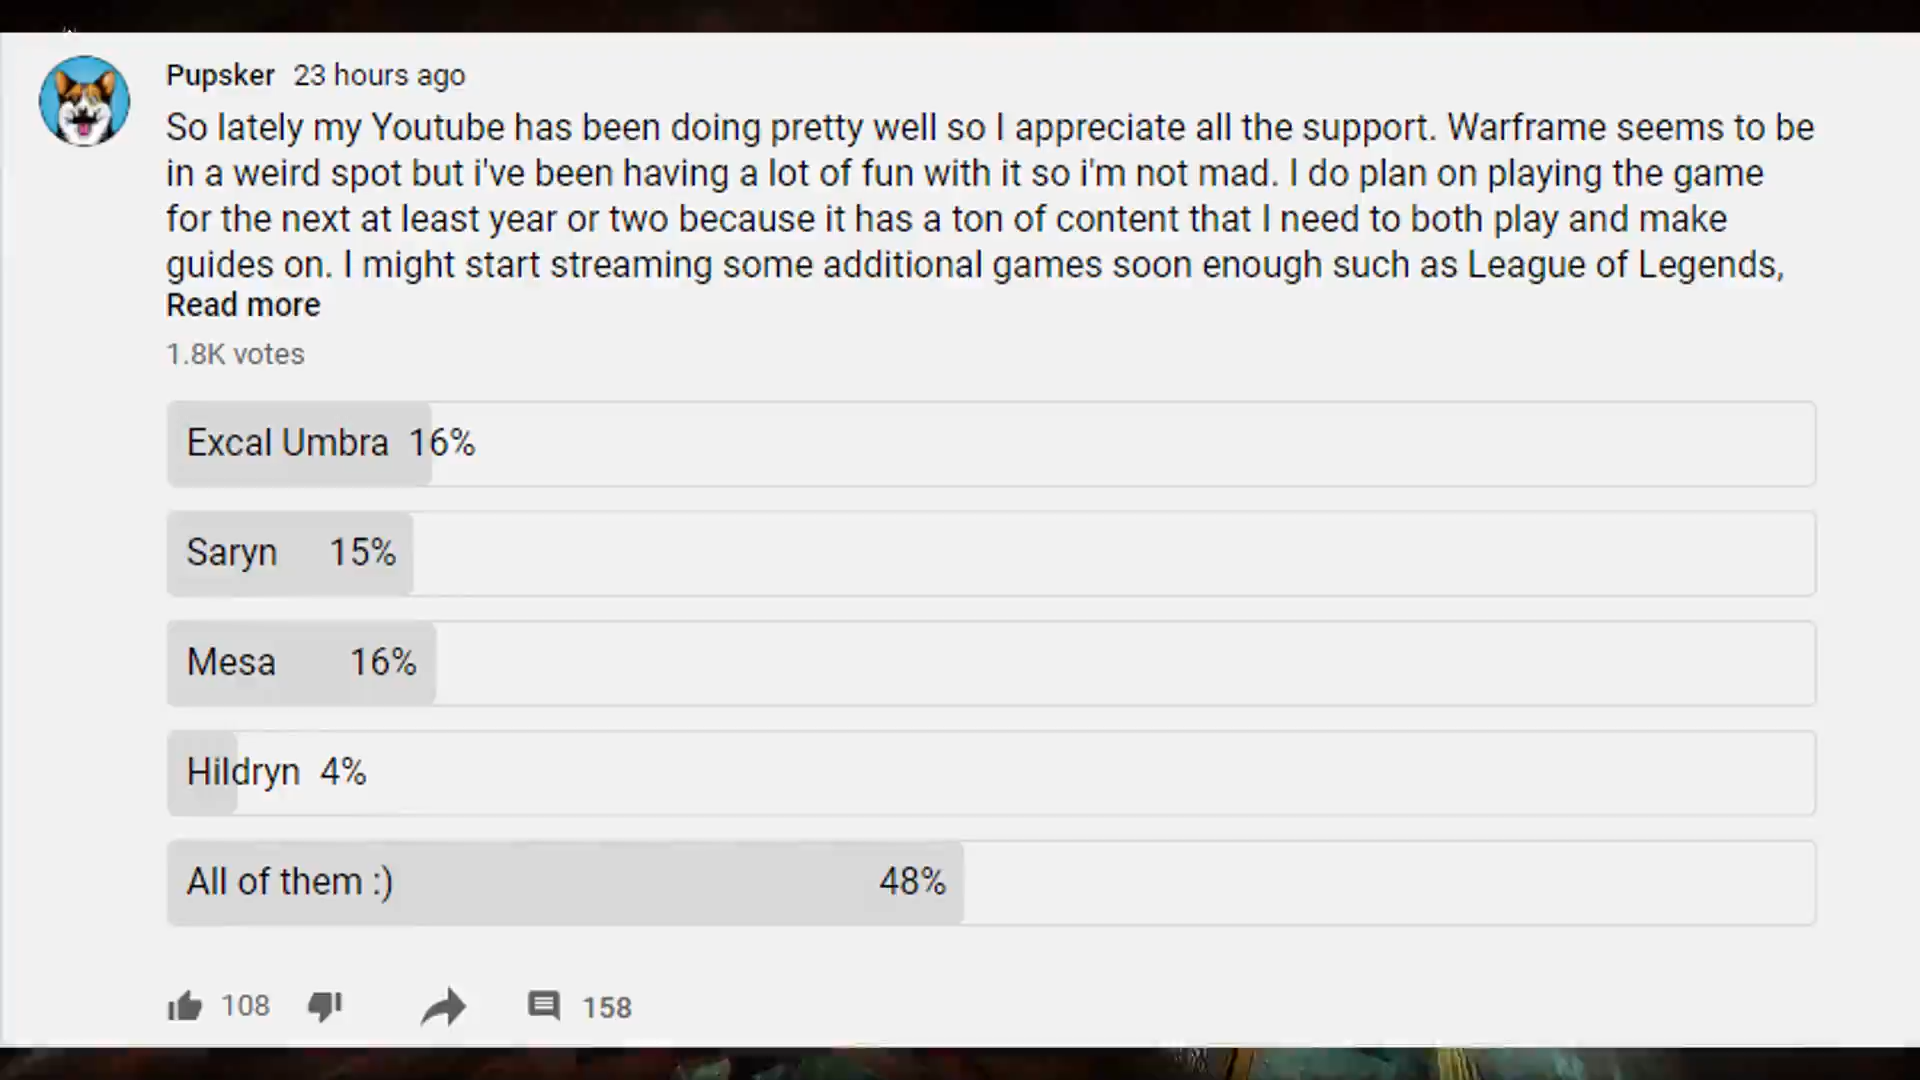 Pupsker 23 hours ago
So lately my Youtube has been doing pretty well so I appreciate all the support. Warframe seems to be
in a weird spot but i've been having a lot of fun with it so i'm not mad. I do plan on playing the game
for the next at least year or two because it has a ton of content that I need to both play and make
guides on. I might start streaming some additional games soon enough such as League of Legends,
Read more
1.8K votes
Excal Umbra 16%
Saryn 15%
Mesa 16%
Hildryn 4%
All of them :) 48%
108 158